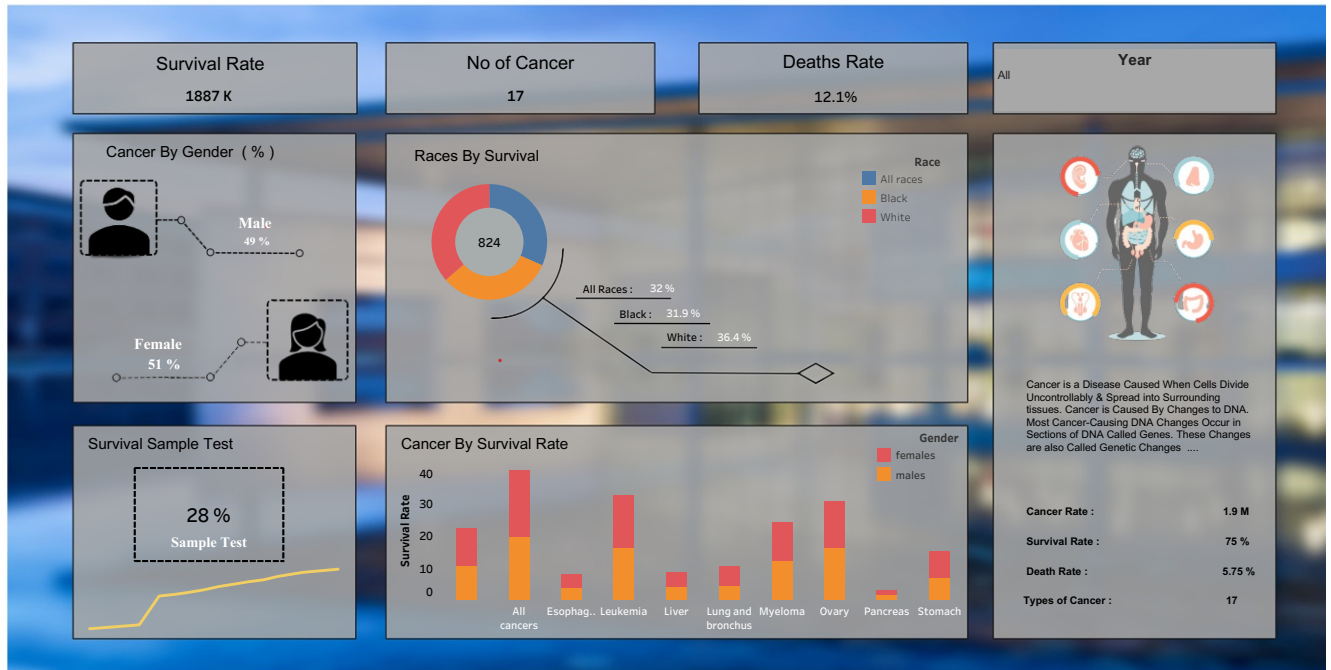 Survival Rate
1887 K
No of Cancer
17
Deaths Rate
12.1%
Year
All
Cancer By Gender ( % )
Male
49 %
Female
51 %
Races By Survival
824
Race
All races
Black
White
All Races : 32 %
Black : 31.9 %
White : 36.4 %
Cancer is a Disease Caused When Cells Divide
Uncontrollably & Spread into Surrounding
tissues. Cancer is Caused By Changes to DNA.
Most Cancer-Causing DNA Changes Occur in
Sections of DNA Called Genes. These Changes
are also Called Genetic Changes ....
Cancer Rate : 1.9 M
Survival Rate : 75 %
Death Rate : 5.75 %
Types of Cancer : 17
Survival Sample Test
28 %
Sample Test
Cancer By Survival Rate
Gender
females
males
Survival Rate
40
30
20
10
0
All
cancers
Esophag..
Leukemia
Liver
Lung and
bronchus
Myeloma
Ovary
Pancreas
Stomach